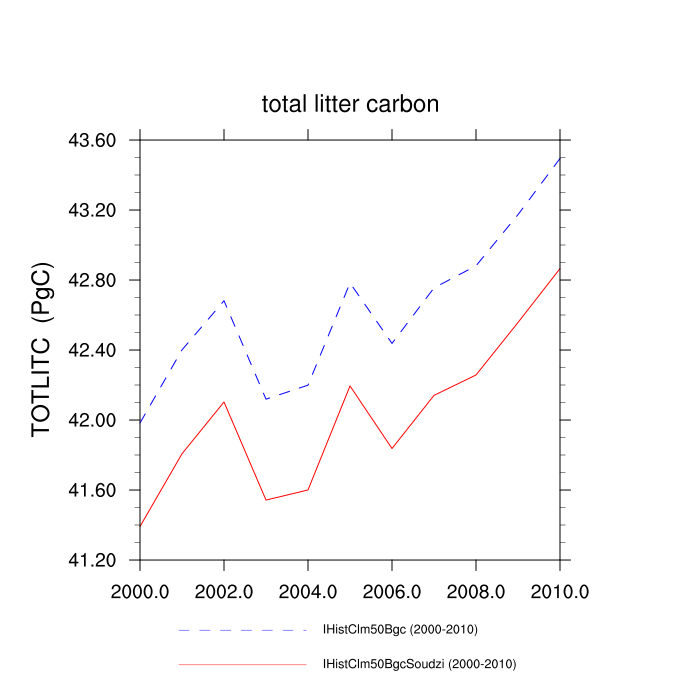 total litter carbon
43.60
43.20
42.80
42.40
42.00
41.60
41.20
TOTLITC (PgC)
2000.0 2002.0 2004.0 2006.0 2008.0 2010.0
IHistClm50Bgc (2000-2010)
IHistClm50BgcSoudzi (2000-2010)